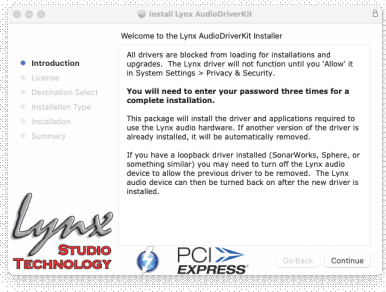 Install Lynx AudioDriverKit
Welcome to the Lynx AudioDriverKit Installer
Introduction
License
Destination Select
Installation Type
Installation
Summary
All drivers are blocked from loading for installations and
upgrades. The Lynx driver will not function until you 'Allow' it
in System Settings > Privacy & Security.
You will need to enter your password three times for a
complete installation.
This package will install the driver and applications required to
use the Lynx audio hardware. If another version of the driver is
already installed, it will be automatically removed.
If you have a loopback driver installed (SonarWorks, Sphere, or
something similar) you may need to turn off the Lynx audio
device to allow the previous driver to be removed. The Lynx
audio device can then be turned back on after the new driver is
installed.
Lynx
STUDIO
TECHNOLOGY
PCI
EXPRESS
Go Back
Continue